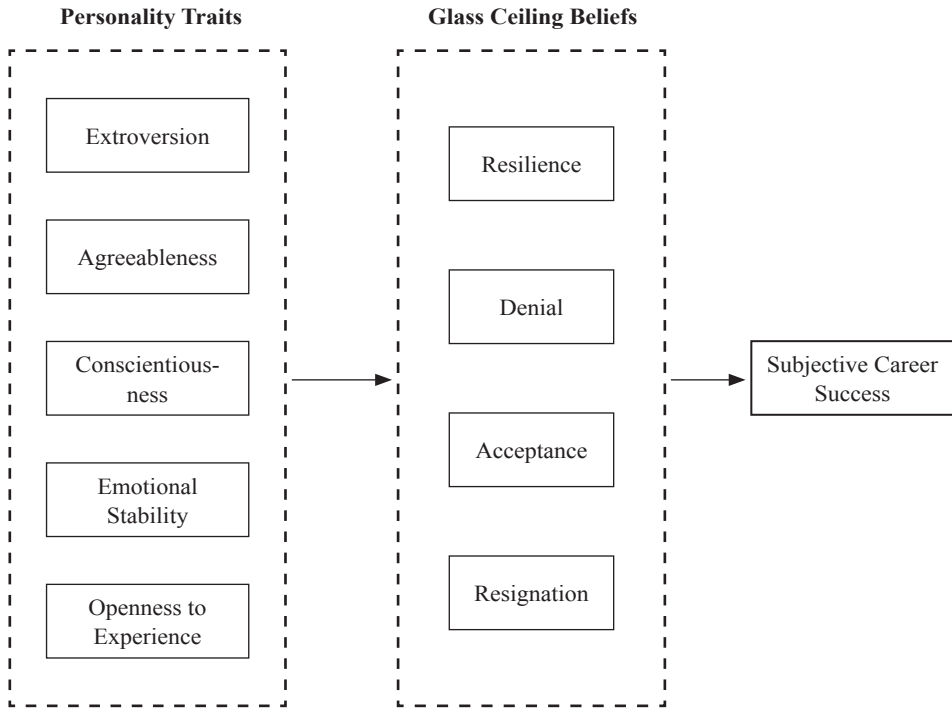 Personality Traits
Extroversion
Agreeableness
Conscientious-
ness
Emotional
Stability
Openness to
Experience
Glass Ceiling Beliefs
Resilience
Denial
Acceptance
Resignation
Subjective Career
Success